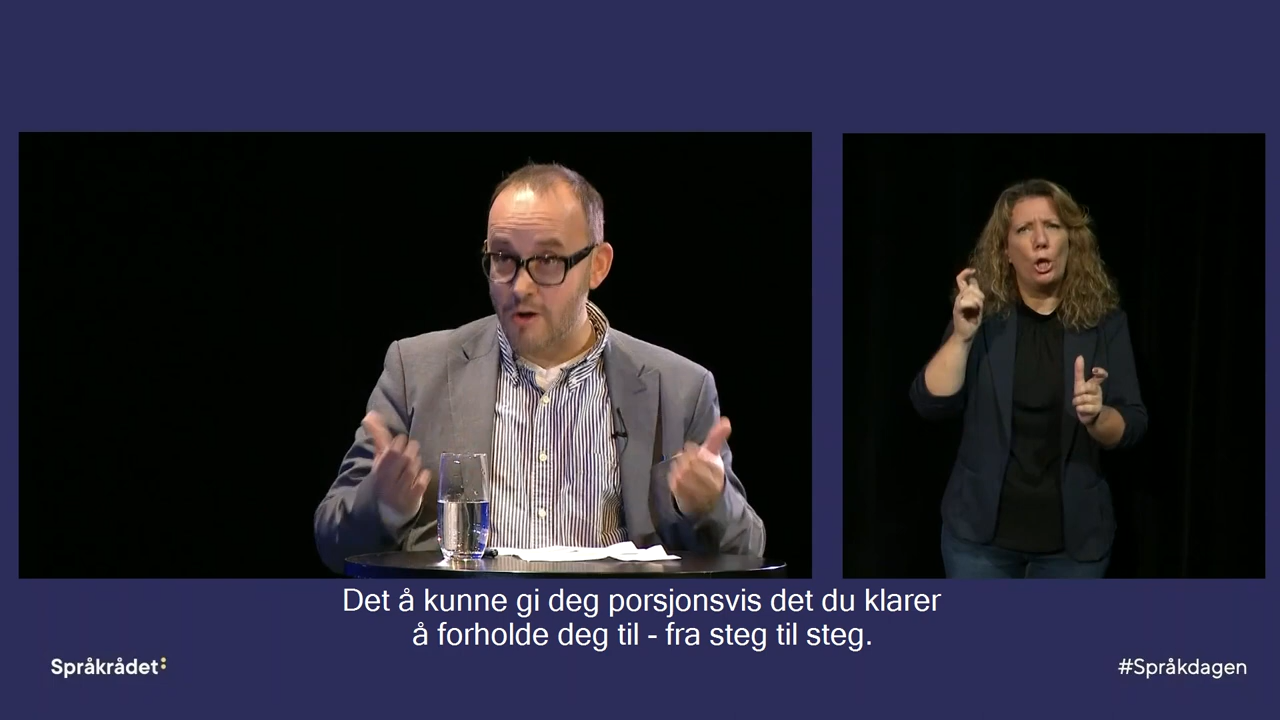 Det å kunne gi deg porsjonsvis det du klarer
å forholde deg til - fra steg til steg.
Språkrådet:
#Språkdagen